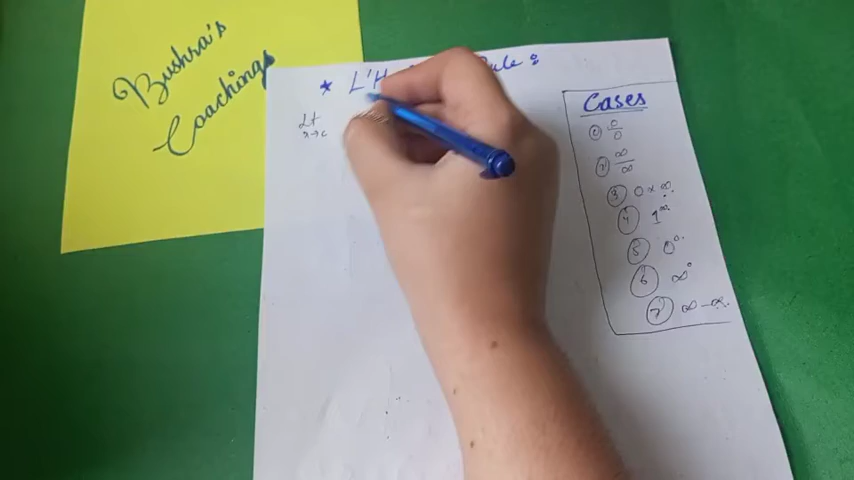 Bushra's
Coachings
* L'H Rule :
Lt
x→c
Cases
① 0/0
② ∞/∞
③ 0×∞.
④ 1^∞.
⑤ 0^0.
⑥ ∞^0
⑦ ∞-∞.